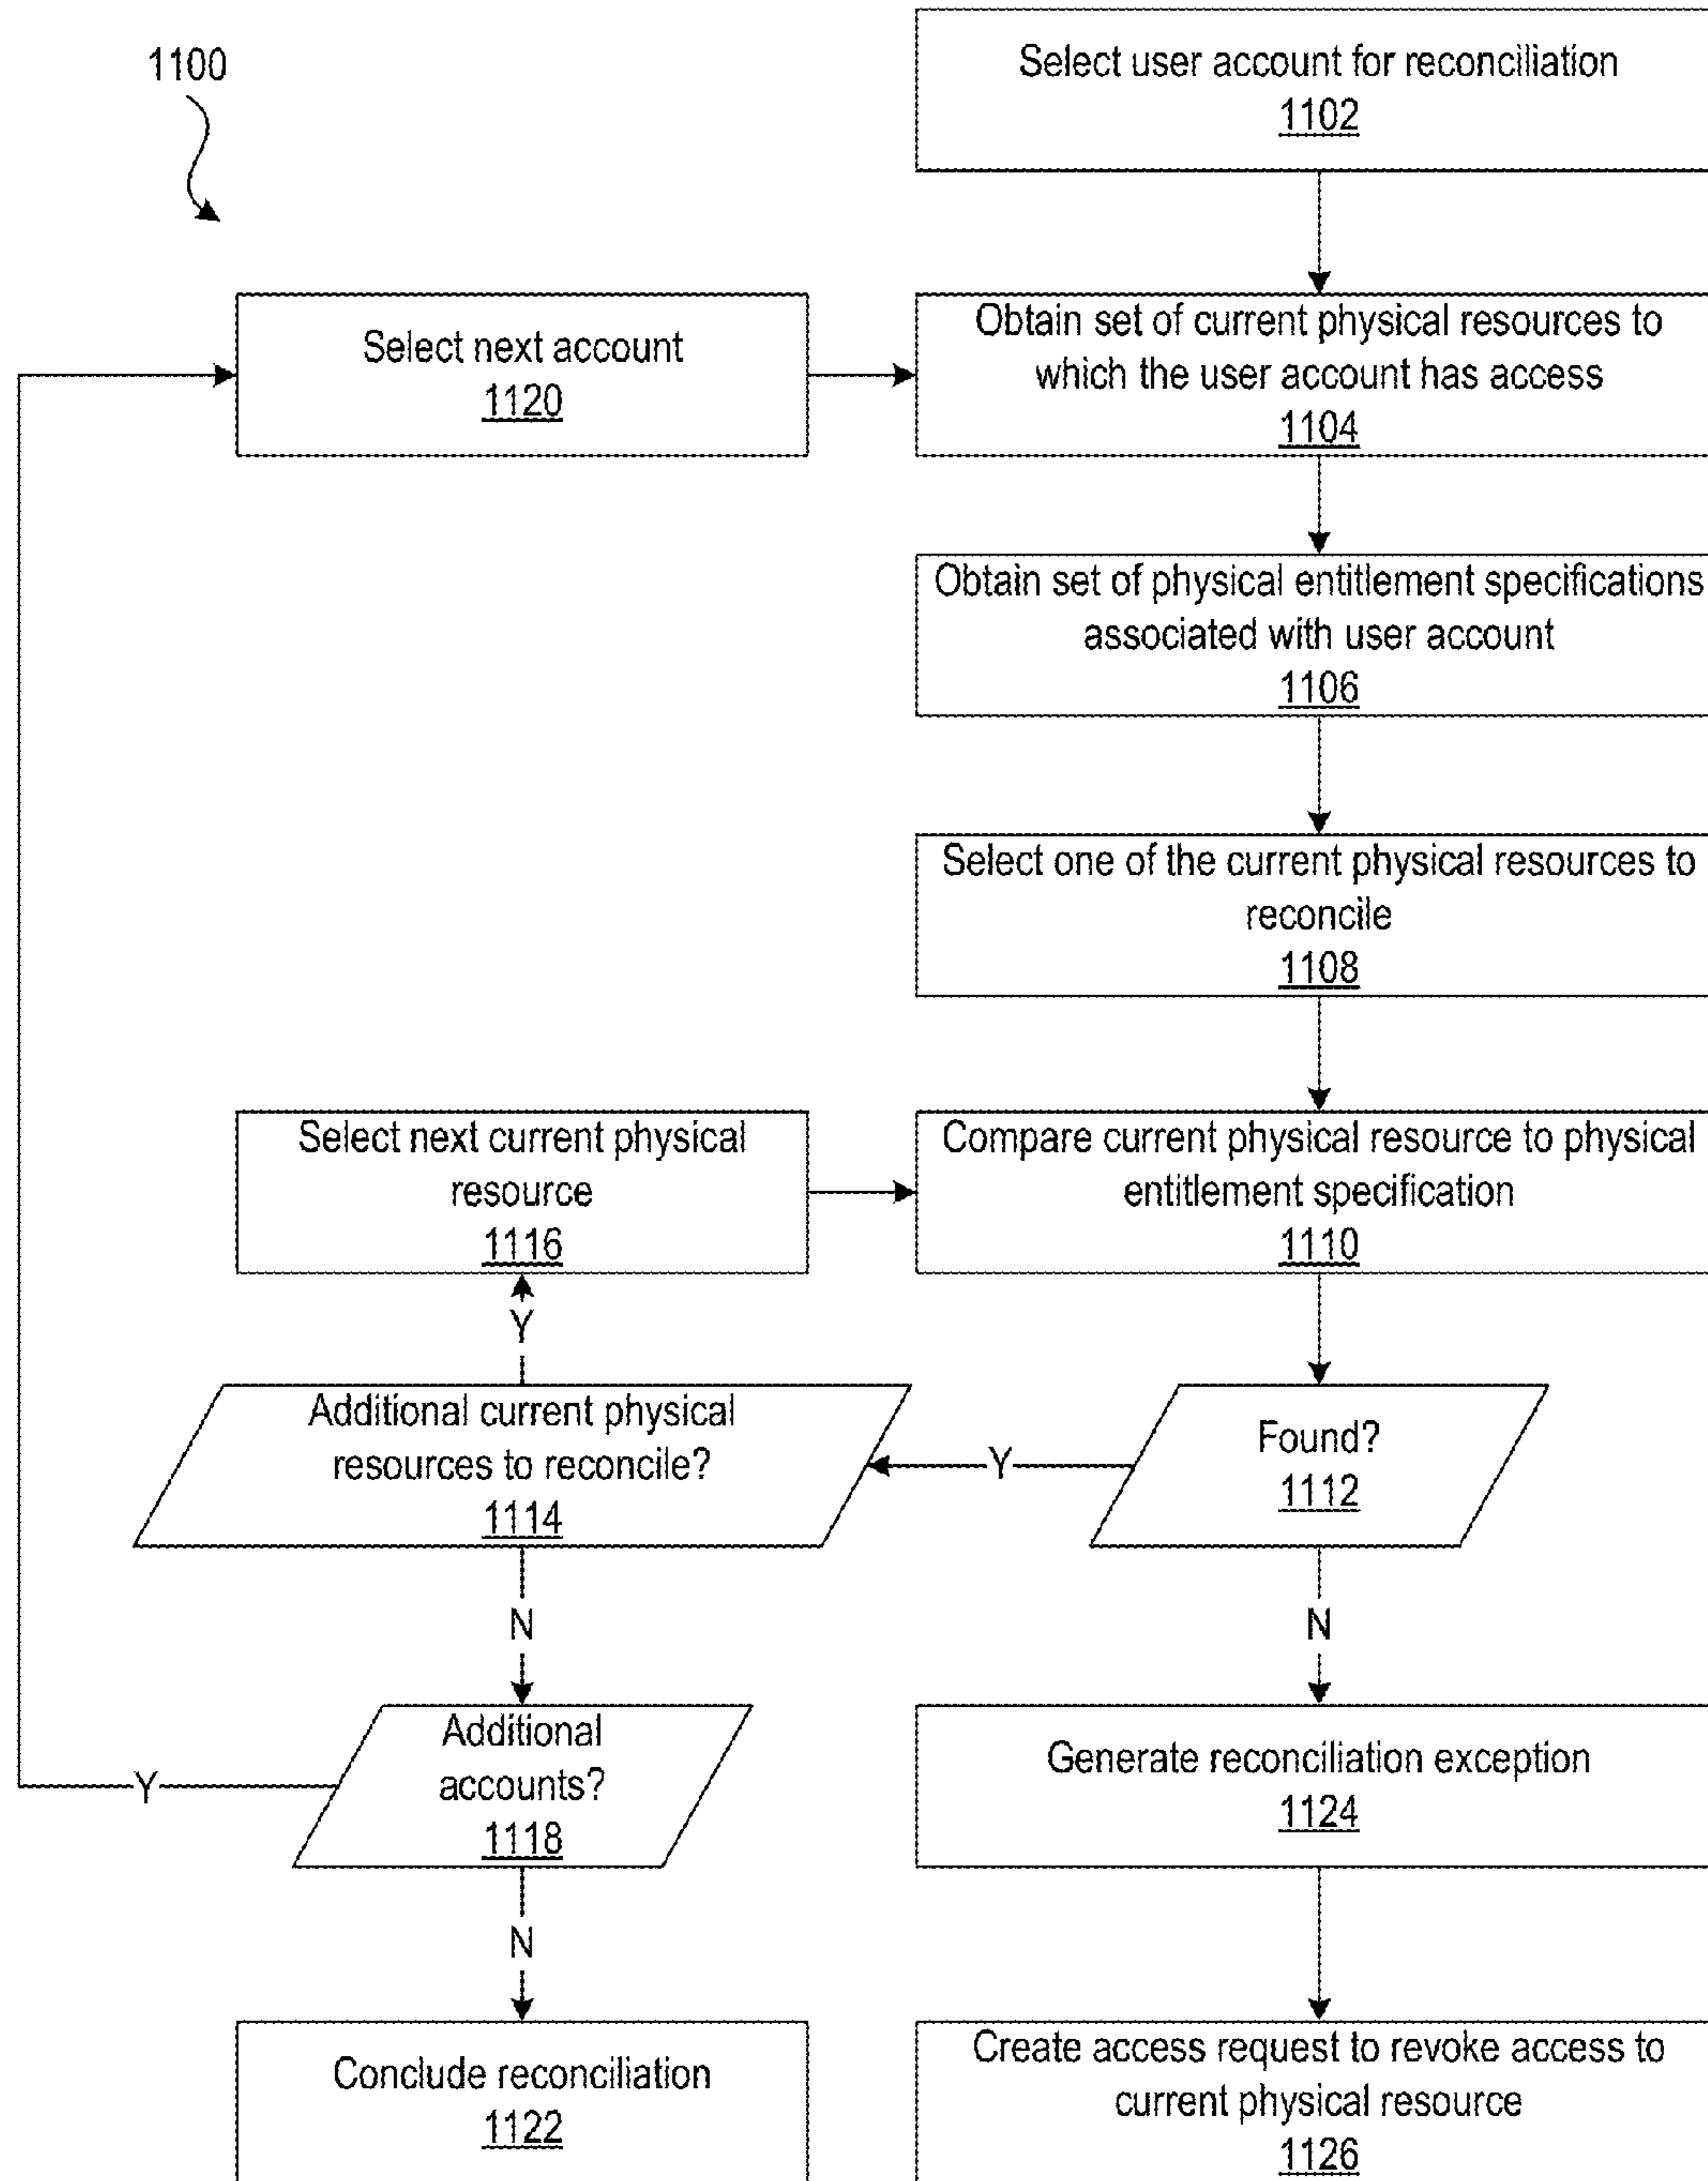 1100
Select user account for reconciliation
1102
Select next account
1120
Obtain set of current physical resources to
which the user account has access
1104
Obtain set of physical entitlement specifications
associated with user account
1106
Select one of the current physical resources to
reconcile
1108
Select next current physical
resource
1116
Compare current physical resource to physical
entitlement specification
1110
Y
Additional current physical
resources to reconcile?
1114
Y
Found?
1112
N
N
Additional
accounts?
1118
Y
Generate reconciliation exception
1124
N
Conclude reconciliation
1122
Create access request to revoke access to
current physical resource
1126